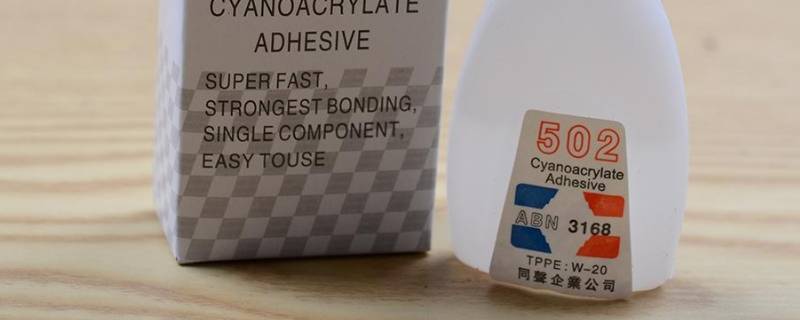 CYANOACRYLATE
ADHESIVE
SUPER FAST,
STRONGEST BONDING,
SINGLE COMPONENT,
EASY TOUSE
502
Cyanoacrylate
Adhesive
ABN 3168
TPPE:W-20
同聲企業公司